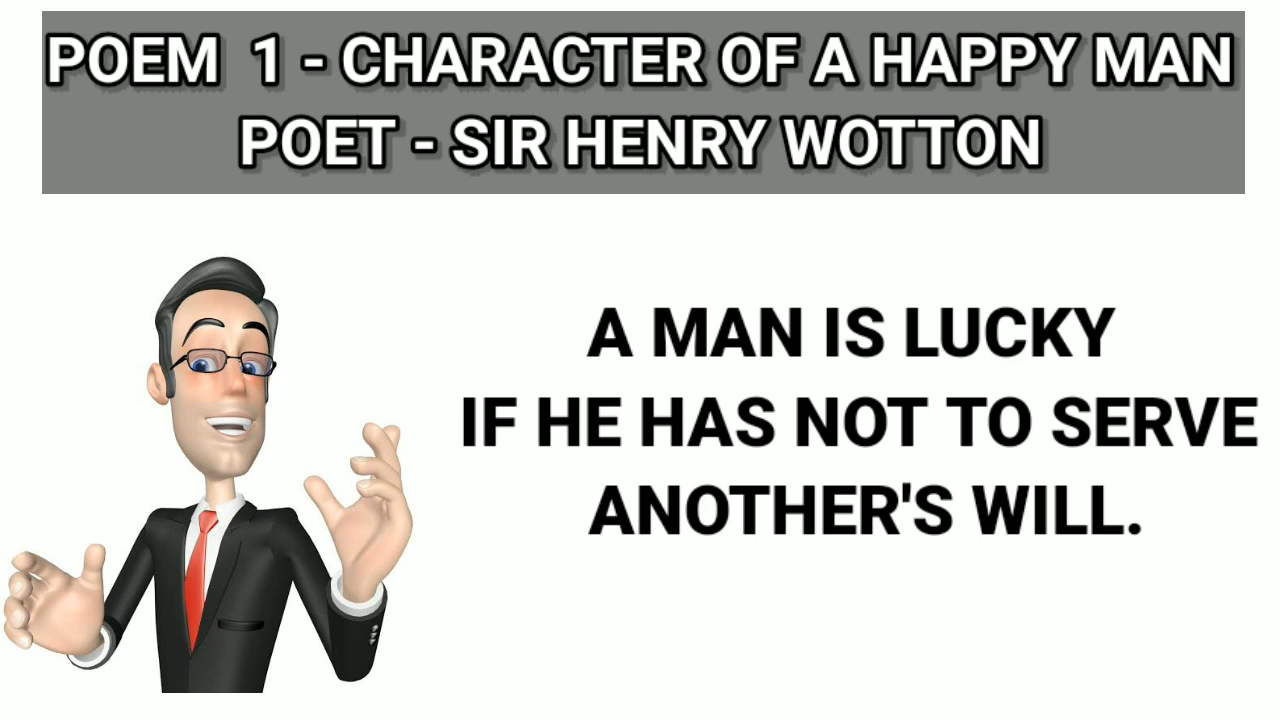 POEM 1 - CHARACTER OF A HAPPY MAN
POET - SIR HENRY WOTTON
A MAN IS LUCKY
IF HE HAS NOT TO SERVE
ANOTHER'S WILL.